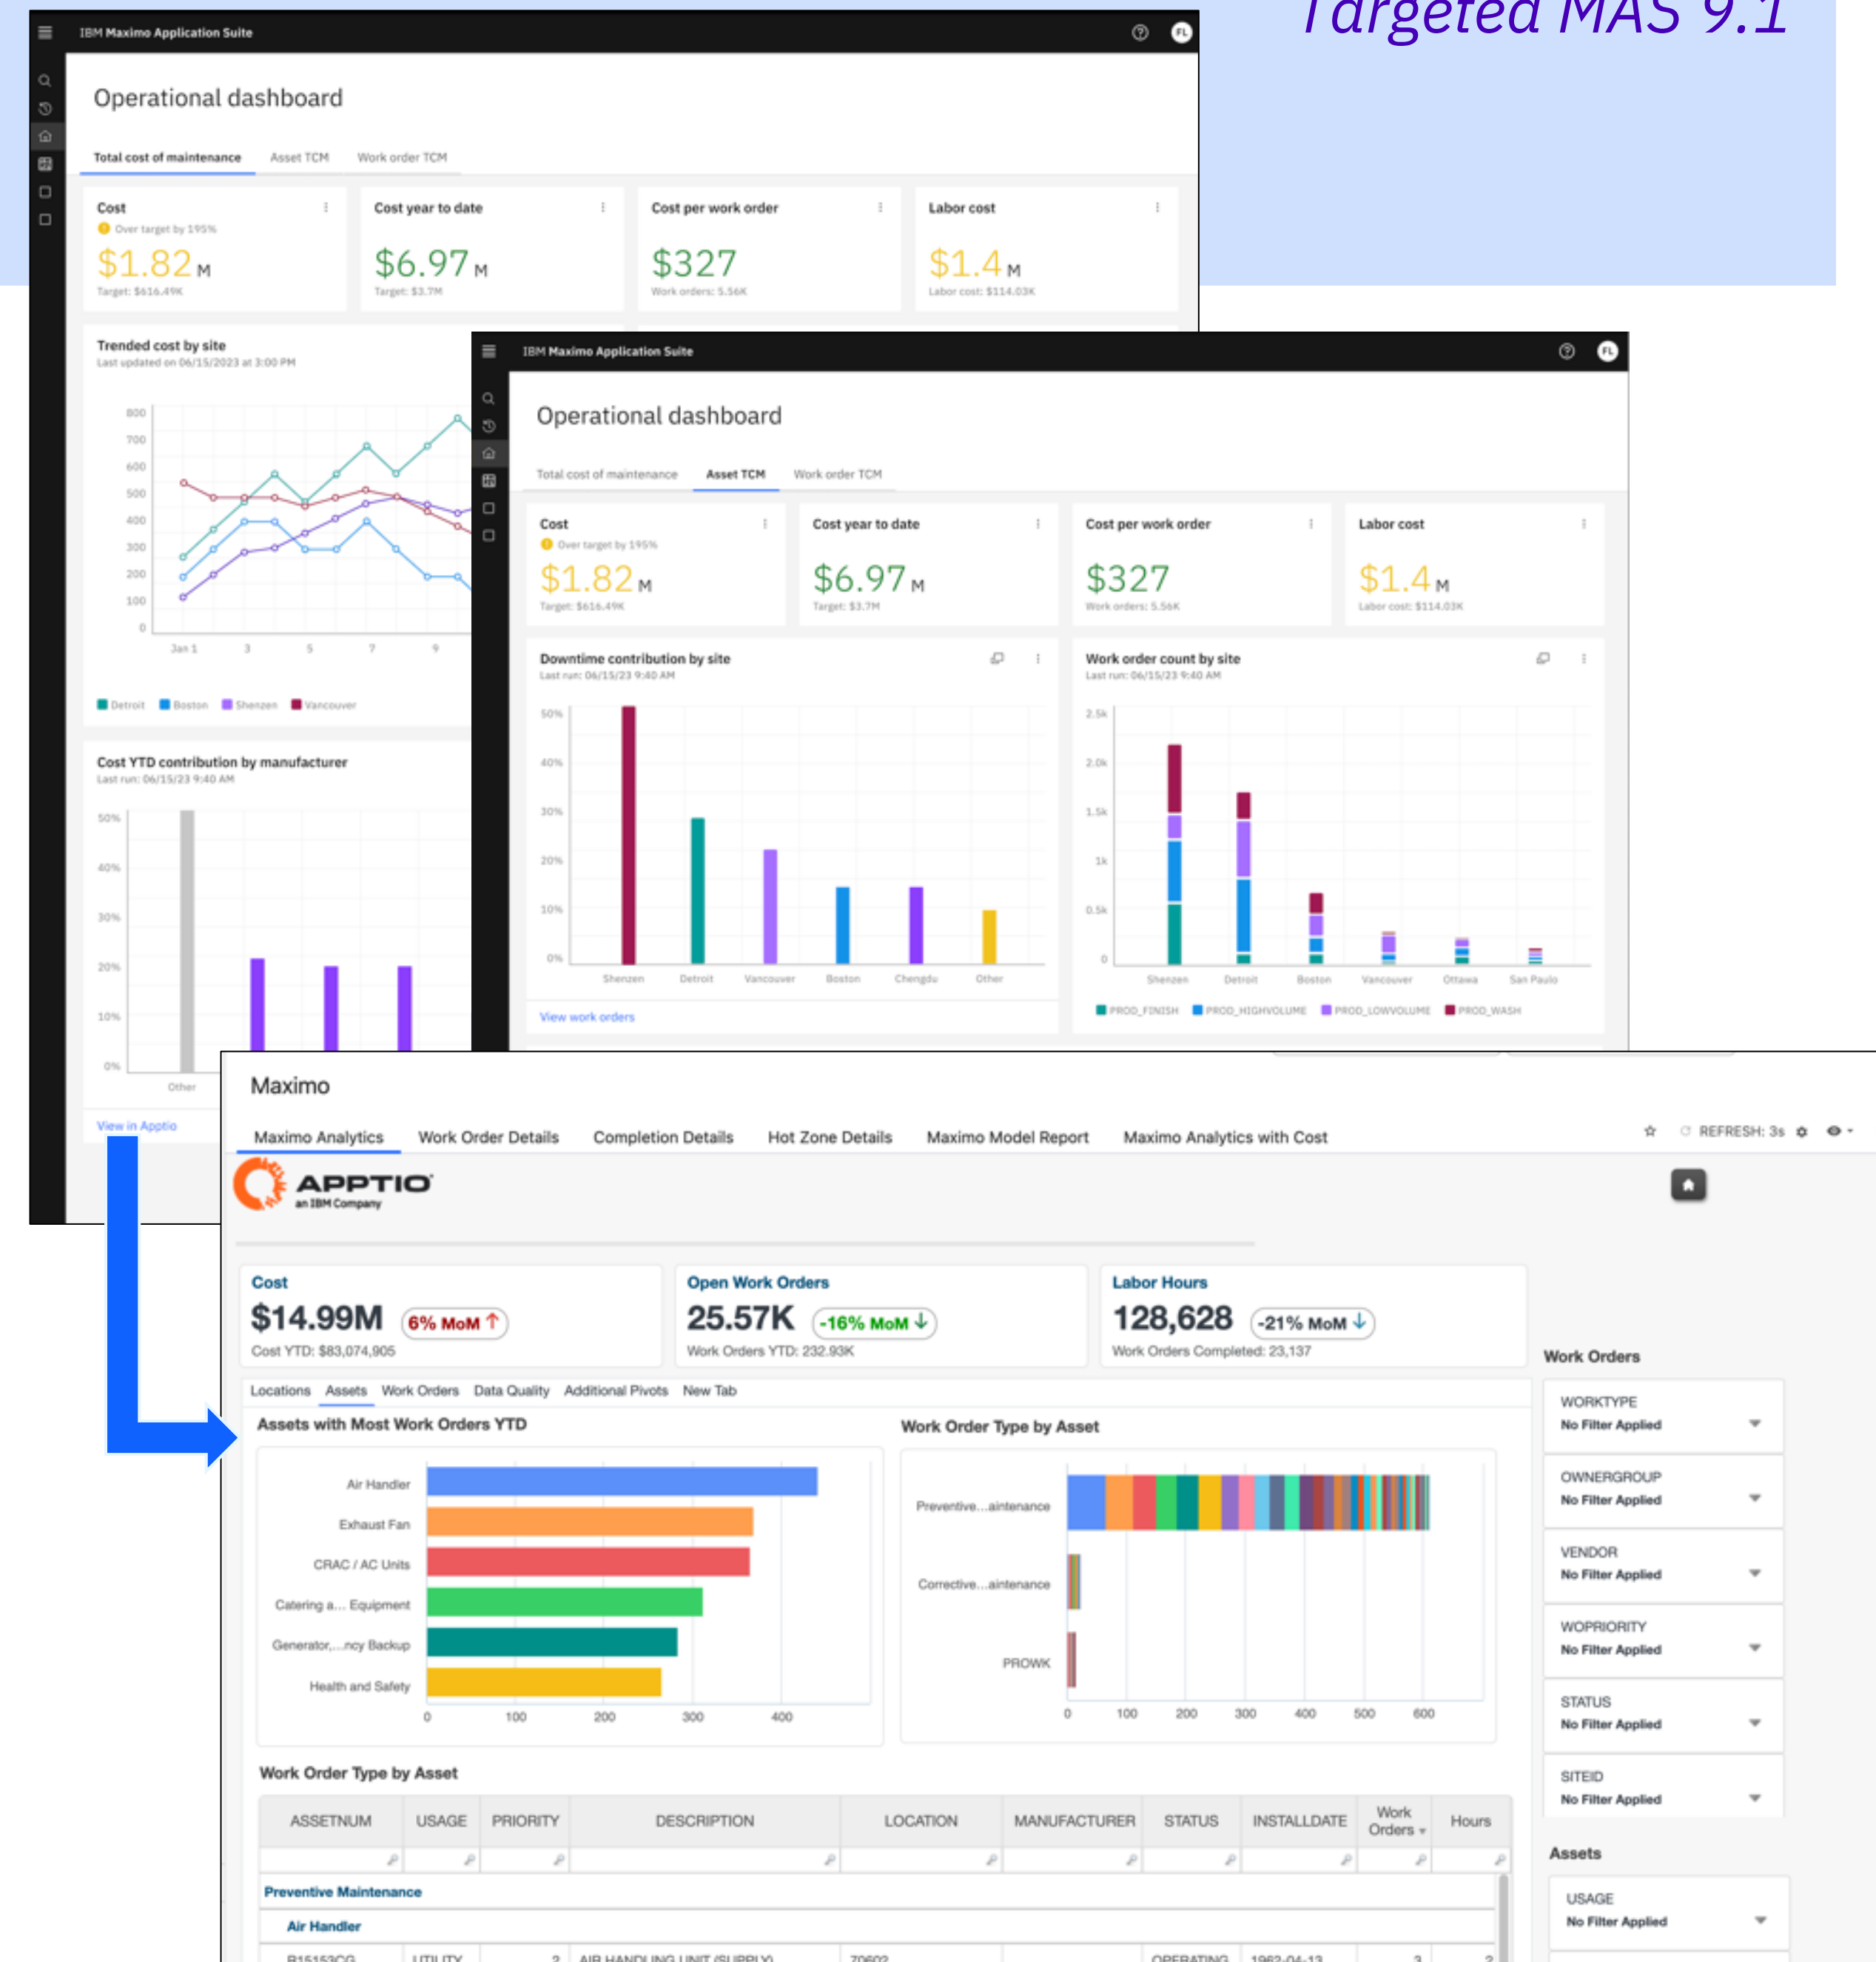 Targeted MAS 9.1
IBM Maximo Application Suite
FL
Operational dashboard
Total cost of maintenance Asset TCM Work order TCM
Cost
Over target by 195%
$1.82 M
Target: $616.49K
Cost year to date
$6.97 M
Target: $3.7M
Cost per work order
$327
Work orders: 5.56K
Labor cost
$1.4 M
Labor cost: $114.03K
Trended cost by site
Last updated on 06/15/2023 at 3:00 PM
800
700
600
500
400
300
200
100
0
Jan 1 3 5 7 9
Detroit Boston Shenzen Vancouver
Cost YTD contribution by manufacturer
Last run: 06/15/23 9:40 AM
50%
40%
30%
20%
10%
0%
Other
View in Apptio
IBM Maximo Application Suite
FL
Operational dashboard
Total cost of maintenance Asset TCM Work order TCM
Cost
Over target by 195%
$1.82 M
Target: $616.49K
Cost year to date
$6.97 M
Target: $3.7M
Cost per work order
$327
Work orders: 5.56K
Labor cost
$1.4 M
Labor cost: $114.03K
Downtime contribution by site
Last run: 06/15/23 9:40 AM
50%
40%
30%
20%
10%
0%
Shenzen Detroit Vancouver Boston Chengdu Other
View work orders
Work order count by site
Last run: 06/15/23 9:40 AM
2.5k
2.0k
1.5k
1k
0.5k
0
Shenzen Detroit Boston Vancouver Ottawa San Paulo
PROD_FINISH PROD_HIGHVOLUME PROD_LOWVOLUME PROD_WASH
Maximo
Maximo Analytics Work Order Details Completion Details Hot Zone Details Maximo Model Report Maximo Analytics with Cost
REFRESH: 3s
APPTIO
an IBM Company
Cost
$14.99M 6% MoM ↑
Cost YTD: $83,074,905
Open Work Orders
25.57K -16% MoM ↓
Work Orders YTD: 232.93K
Labor Hours
128,628 -21% MoM ↓
Work Orders Completed: 23,137
Locations Assets Work Orders Data Quality Additional Pivots New Tab
Assets with Most Work Orders YTD
Air Handler
Exhaust Fan
CRAC / AC Units
Catering a... Equipment
Generator,...ncy Backup
Health and Safety
0 100 200 300 400
Work Order Type by Asset
Preventive...aintenance
Corrective...aintenance
PROWK
0 100 200 300 400 500 600
Work Orders
WORKTYPE
No Filter Applied
OWNERGROUP
No Filter Applied
VENDOR
No Filter Applied
WOPRIORITY
No Filter Applied
STATUS
No Filter Applied
SITEID
No Filter Applied
Assets
USAGE
No Filter Applied
Work Order Type by Asset
ASSETNUM USAGE PRIORITY DESCRIPTION LOCATION MANUFACTURER STATUS INSTALLDATE Work Orders Hours
Preventive Maintenance
Air Handler
B15153CG UTILITY 2 AIR HANDLING UNIT (SUPPLY) 70602 OPERATING 1962-04-13 3 2